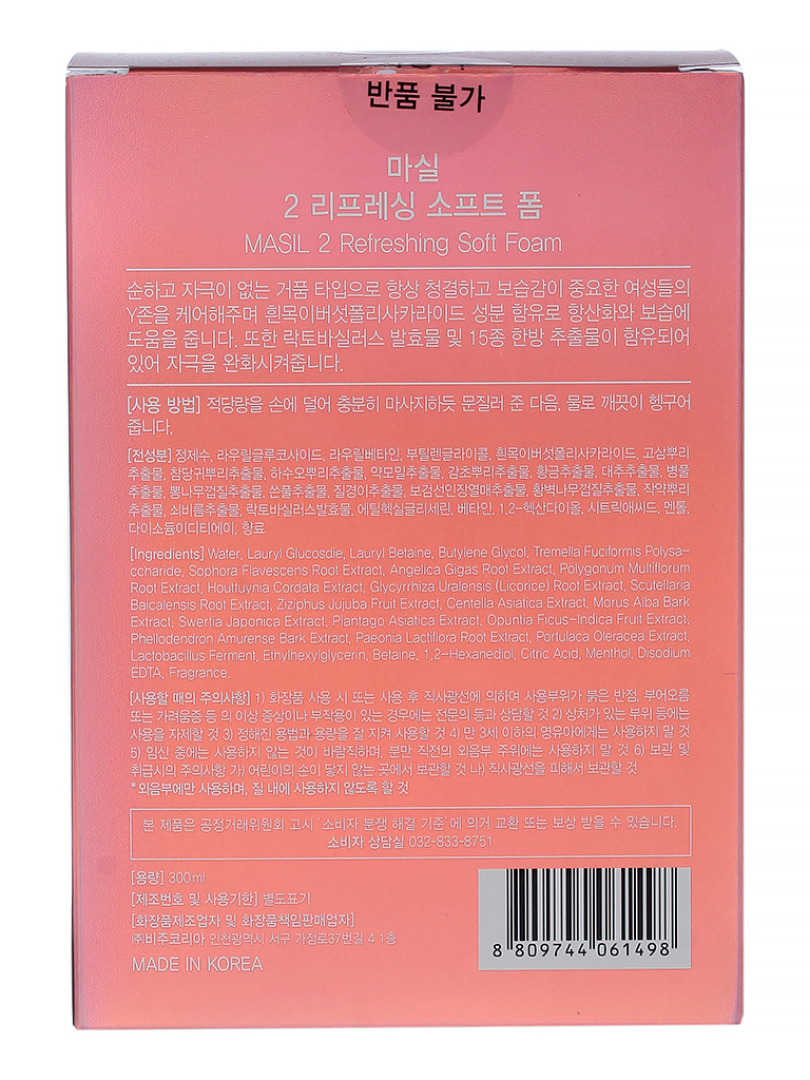 반품 불가
마실
2 리프레싱 소프트 폼
MASIL 2 Refreshing Soft Foam
순하고 자극이 없는 거품 타입으로 항상 청결하고 보습감이 중요한 여성들의
Y존을 케어해주며 흰목이버섯폴리사카라이드 성분 함유로 항산화와 보습에
도움을 줍니다. 또한 락토바실러스 발효물 및 15종 한방 추출물이 함유되어
있어 자극을 완화시켜줍니다.
[사용 방법] 적당량을 손에 덜어 충분히 마사지하듯 문질러 준 다음, 물로 깨끗이 헹구어
줍니다.
[전성분] 정제수, 라우릴글루코사이드, 라우릴베타인, 부틸렌글라이콜, 흰목이버섯폴리사카라이드, 고삼뿌리
추출물, 참당귀뿌리추출물, 하수오뿌리추출물, 약모밀추출물, 감초뿌리추출물, 황금추출물, 대추추출물, 병풀
추출물, 뽕나무껍질추출물, 쓴풀추출물, 질경이추출물, 보검선인장열매추출물, 황벽나무껍질추출물, 작약뿌리
추출물, 쇠비름추출물, 락토바실러스발효물, 에틸헥실글리세린, 베타인, 1,2-헥산다이올, 시트릭애씨드, 멘톨,
다이소듐이디티에이, 향료
[Ingredients] Water, Lauryl Glucosdie, Lauryl Betaine, Butylene Glycol, Tremella Fuciformis Polysa-
ccharide, Sophora Flavescens Root Extract, Angelica Gigas Root Extract, Polygonum Multiflorum
Root Extract, Houttuynia Cordata Extract, Glycyrrhiza Uralensis (Licorice) Root Extract, Scutellaria
Baicalensis Root Extract, Ziziphus Jujuba Fruit Extract, Centella Asiatica Extract, Morus Alba Bark
Extract, Swertia Japonica Extract, Plantago Asiatica Extract, Opuntia Ficus-Indica Fruit Extract,
Phellodendron Amurense Bark Extract, Paeonia Lactiflora Root Extract, Portulaca Oleracea Extract,
Lactobacillus Ferment, Ethylhexylglycerin, Betaine, 1,2-Hexanediol, Citric Acid, Menthol, Disodium
EDTA, Fragrance.
[사용할 때의 주의사항] 1) 화장품 사용 시 또는 사용 후 직사광선에 의하여 사용부위가 붉은 반점, 부어오름
또는 가려움증 등 의 이상 증상이나 부작용이 있는 경우에는 전문의 등과 상담할 것 2) 상처가 있는 부위 등에는
사용을 자제할 것 3) 정해진 용법과 용량을 잘 지켜 사용할 것 4) 만 3세 이하의 영유아에게는 사용하지 말 것
5) 임신 중에는 사용하지 않는 것이 바람직하며, 분만 직전의 외음부 주위에는 사용하지 말 것 6) 보관 및
취급시의 주의사항 가) 어린이의 손이 닿지 않는 곳에서 보관할 것 나) 직사광선을 피해서 보관할 것
*외음부에만 사용하며, 질 내에 사용하지 않도록 할 것
본 제품은 공정거래위원회 고시 '소비자 분쟁 해결 기준'에 의거 교환 또는 보상 받을 수 있습니다.
소비자 상담실 032-833-8751
[용량] 300ml
[제조번호 및 사용기한] 별도표기
[화장품제조업자 및 화장품책임판매업자]
㈜비주코리아 인천광역시 서구 가정로37번길 4 1층
MADE IN KOREA
8 809744 061498